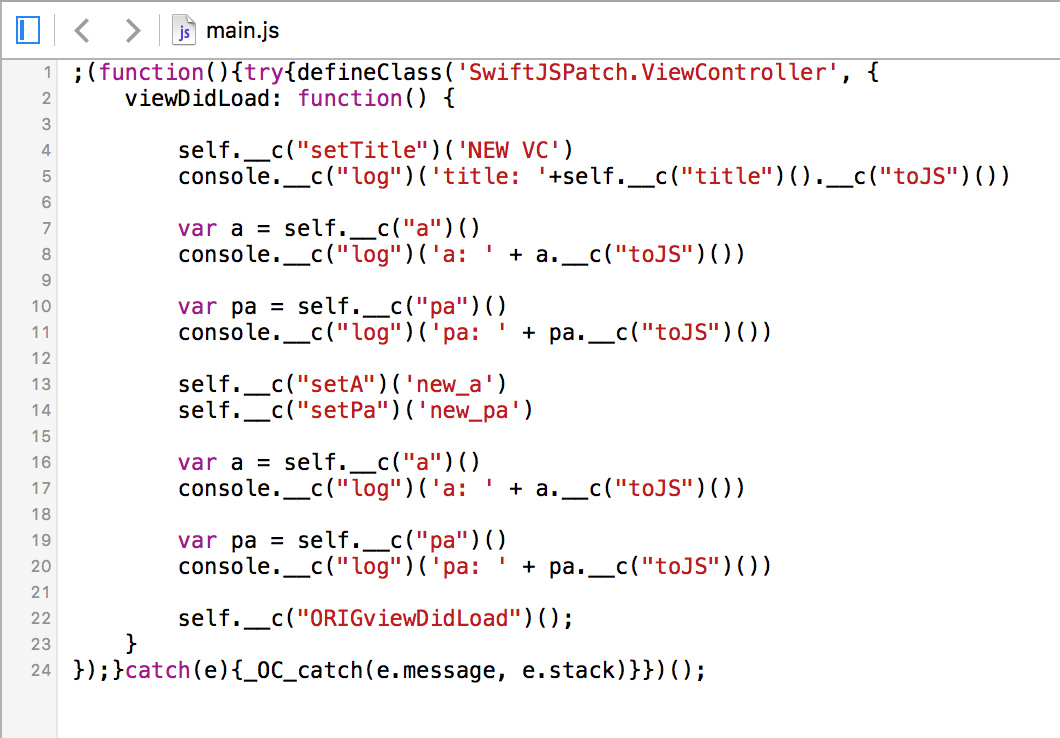 js main.js
1 ;(function(){try{defineClass('SwiftJSPatch.ViewController', {
2 viewDidLoad: function() {
3
4 self.__c("setTitle")('NEW VC')
5 console.__c("log")('title: '+self.__c("title")().__c("toJS")())
6
7 var a = self.__c("a")()
8 console.__c("log")('a: ' + a.__c("toJS")())
9
10 var pa = self.__c("pa")()
11 console.__c("log")('pa: ' + pa.__c("toJS")())
12
13 self.__c("setA")('new_a')
14 self.__c("setPa")('new_pa')
15
16 var a = self.__c("a")()
17 console.__c("log")('a: ' + a.__c("toJS")())
18
19 var pa = self.__c("pa")()
20 console.__c("log")('pa: ' + pa.__c("toJS")())
21
22 self.__c("ORIGviewDidLoad")();
23 }
24 });}catch(e){_OC_catch(e.message, e.stack)}})();